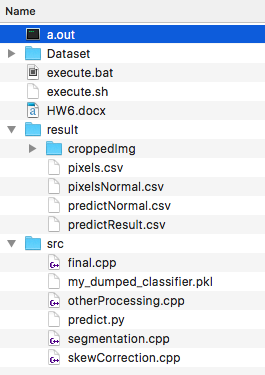 Name
a.out
Dataset
execute.bat
execute.sh
HW6.docx
result
croppedImg
pixels.csv
pixelsNormal.csv
predictNormal.csv
predictResult.csv
src
final.cpp
my_dumped_classifier.pkl
otherProcessing.cpp
predict.py
segmentation.cpp
skewCorrection.cpp